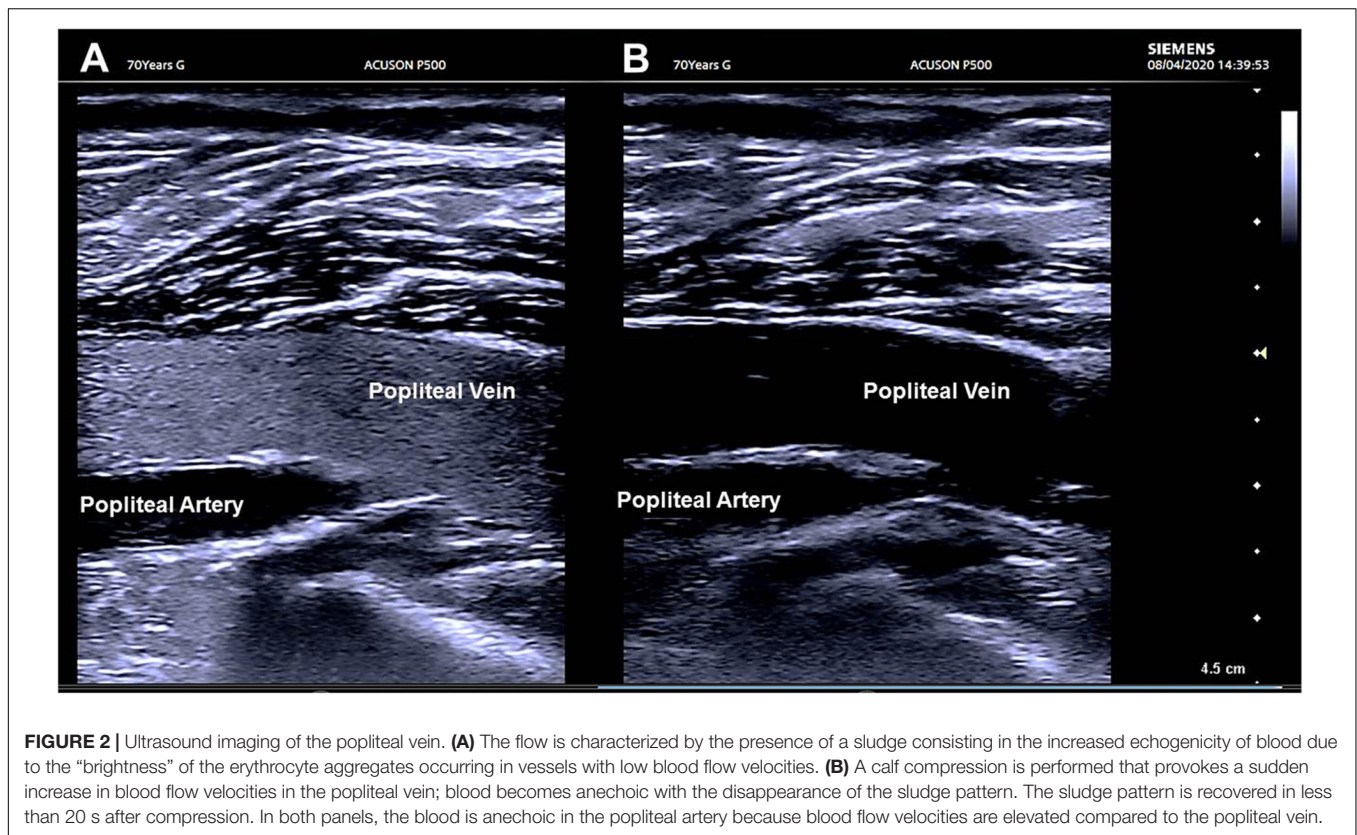 A 70Years G ACUSON P500 B 70Years G ACUSON P500 SIEMENS
08/04/2020 14:39:53
Popliteal Vein Popliteal Vein
Popliteal Artery Popliteal Artery
4.5 cm
FIGURE 2 | Ultrasound imaging of the popliteal vein. (A) The flow is characterized by the presence of a sludge consisting in the increased echogenicity of blood due
to the “brightness” of the erythrocyte aggregates occurring in vessels with low blood flow velocities. (B) A calf compression is performed that provokes a sudden
increase in blood flow velocities in the popliteal vein; blood becomes anechoic with the disappearance of the sludge pattern. The sludge pattern is recovered in less
than 20 s after compression. In both panels, the blood is anechoic in the popliteal artery because blood flow velocities are elevated compared to the popliteal vein.